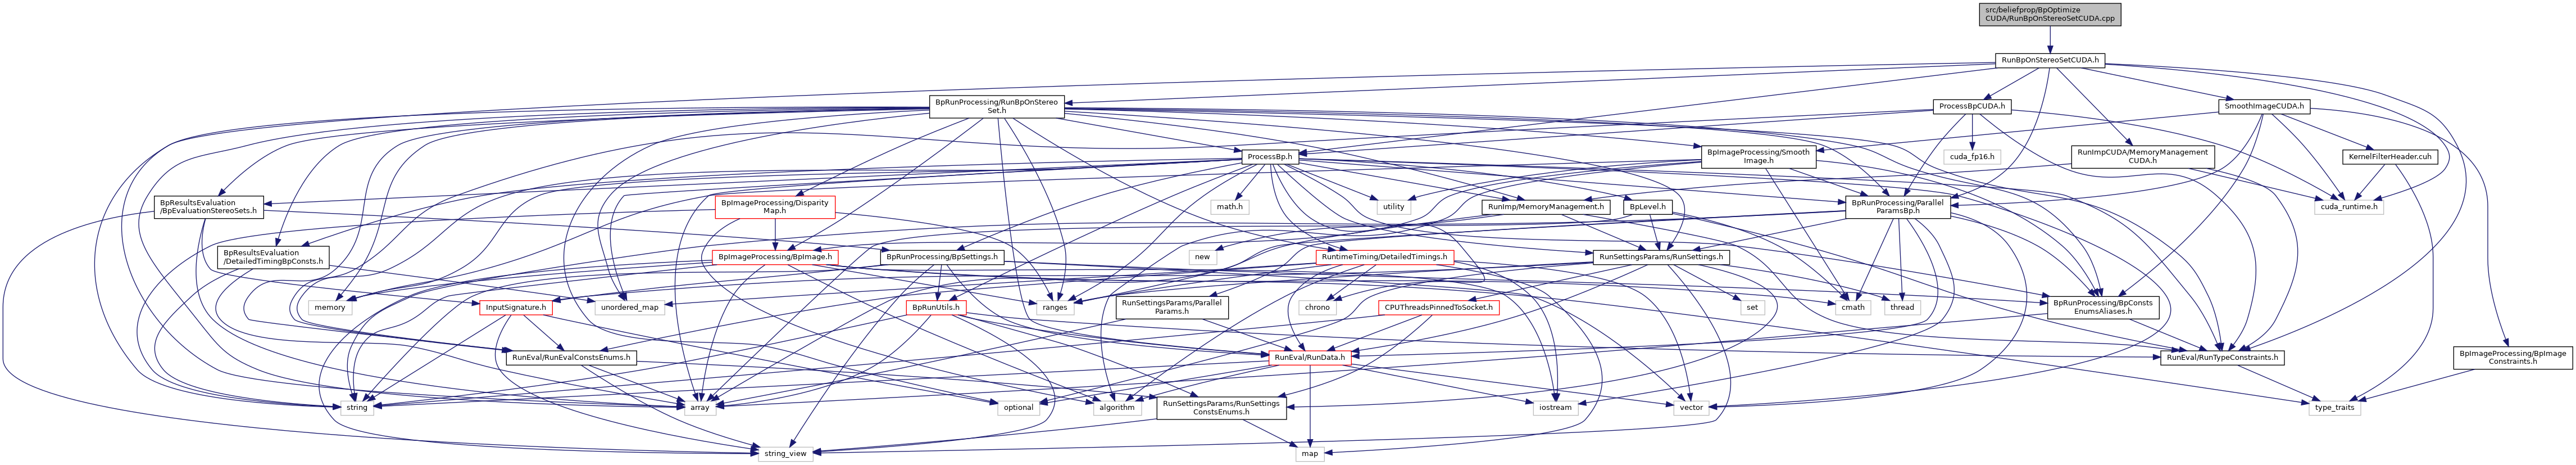 src/beliefprop/BpOptimize
CUDA/RunBpOnStereoSetCUDA.cpp
RunBpOnStereoSetCUDA.h
BpRunProcessing/RunBpOnStereo
Set.h
ProcessBpCUDA.h
SmoothImageCUDA.h
ProcessBp.h
BpImageProcessing/Smooth
Image.h
cuda_fp16.h
RunImpCUDA/MemoryManagement
CUDA.h
KernelFilterHeader.cuh
BpResultsEvaluation
/BpEvaluationStereoSets.h
BpImageProcessing/Disparity
Map.h
math.h
utility
RunImp/MemoryManagement.h
BpLevel.h
BpRunProcessing/Parallel
ParamsBp.h
cuda_runtime.h
BpResultsEvaluation
/DetailedTimingBpConsts.h
BpImageProcessing/BpImage.h
BpRunProcessing/BpSettings.h
new
RuntimeTiming/DetailedTimings.h
RunSettingsParams/RunSettings.h
memory
InputSignature.h
unordered_map
BpRunUtils.h
ranges
RunSettingsParams/Parallel
Params.h
chrono
CPUThreadsPinnedToSocket.h
set
cmath
thread
BpRunProcessing/BpConsts
EnumsAliases.h
RunEval/RunEvalConstsEnums.h
RunEval/RunData.h
RunEval/RunTypeConstraints.h
BpImageProcessing/BpImage
Constraints.h
string
array
optional
algorithm
RunSettingsParams/RunSettings
ConstsEnums.h
iostream
vector
type_traits
string_view
map